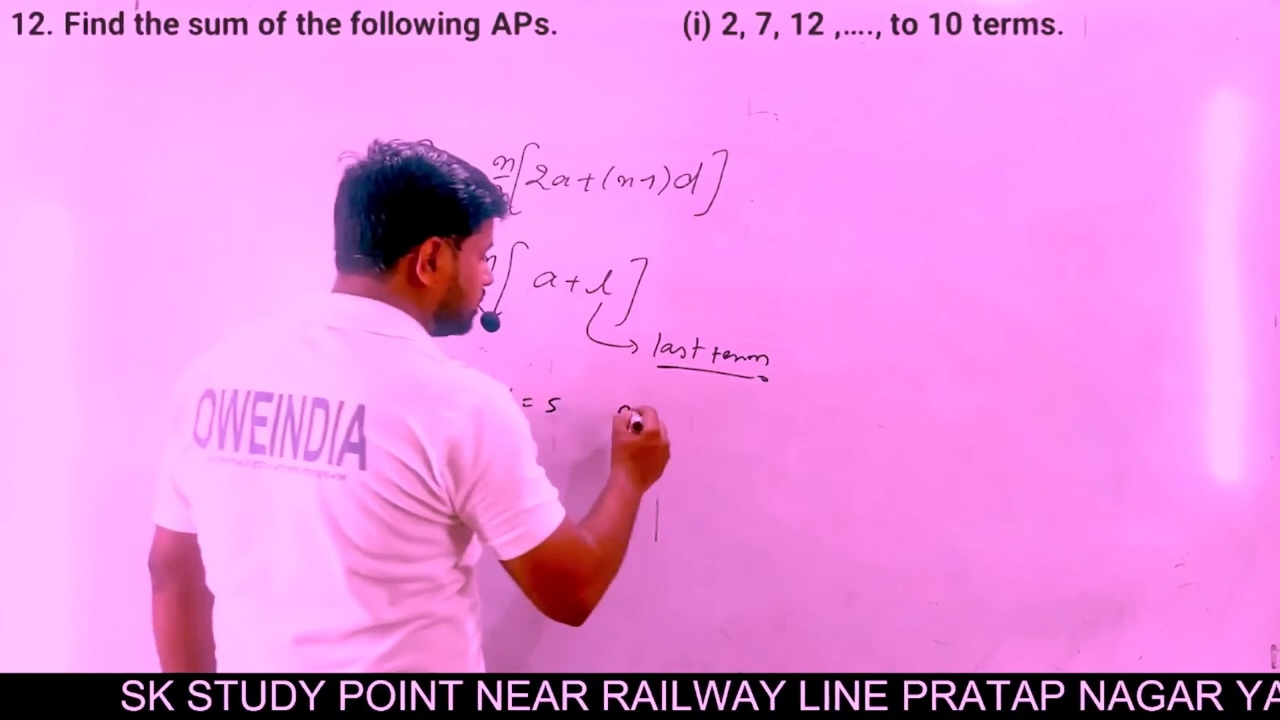 12. Find the sum of the following APs. (i) 2, 7, 12 ,...., to 10 terms.
n[2a+(n-1)d]
[a+l]
last term
= 5
OWEINDIA
SK STUDY POINT NEAR RAILWAY LINE PRATAP NAGAR YA